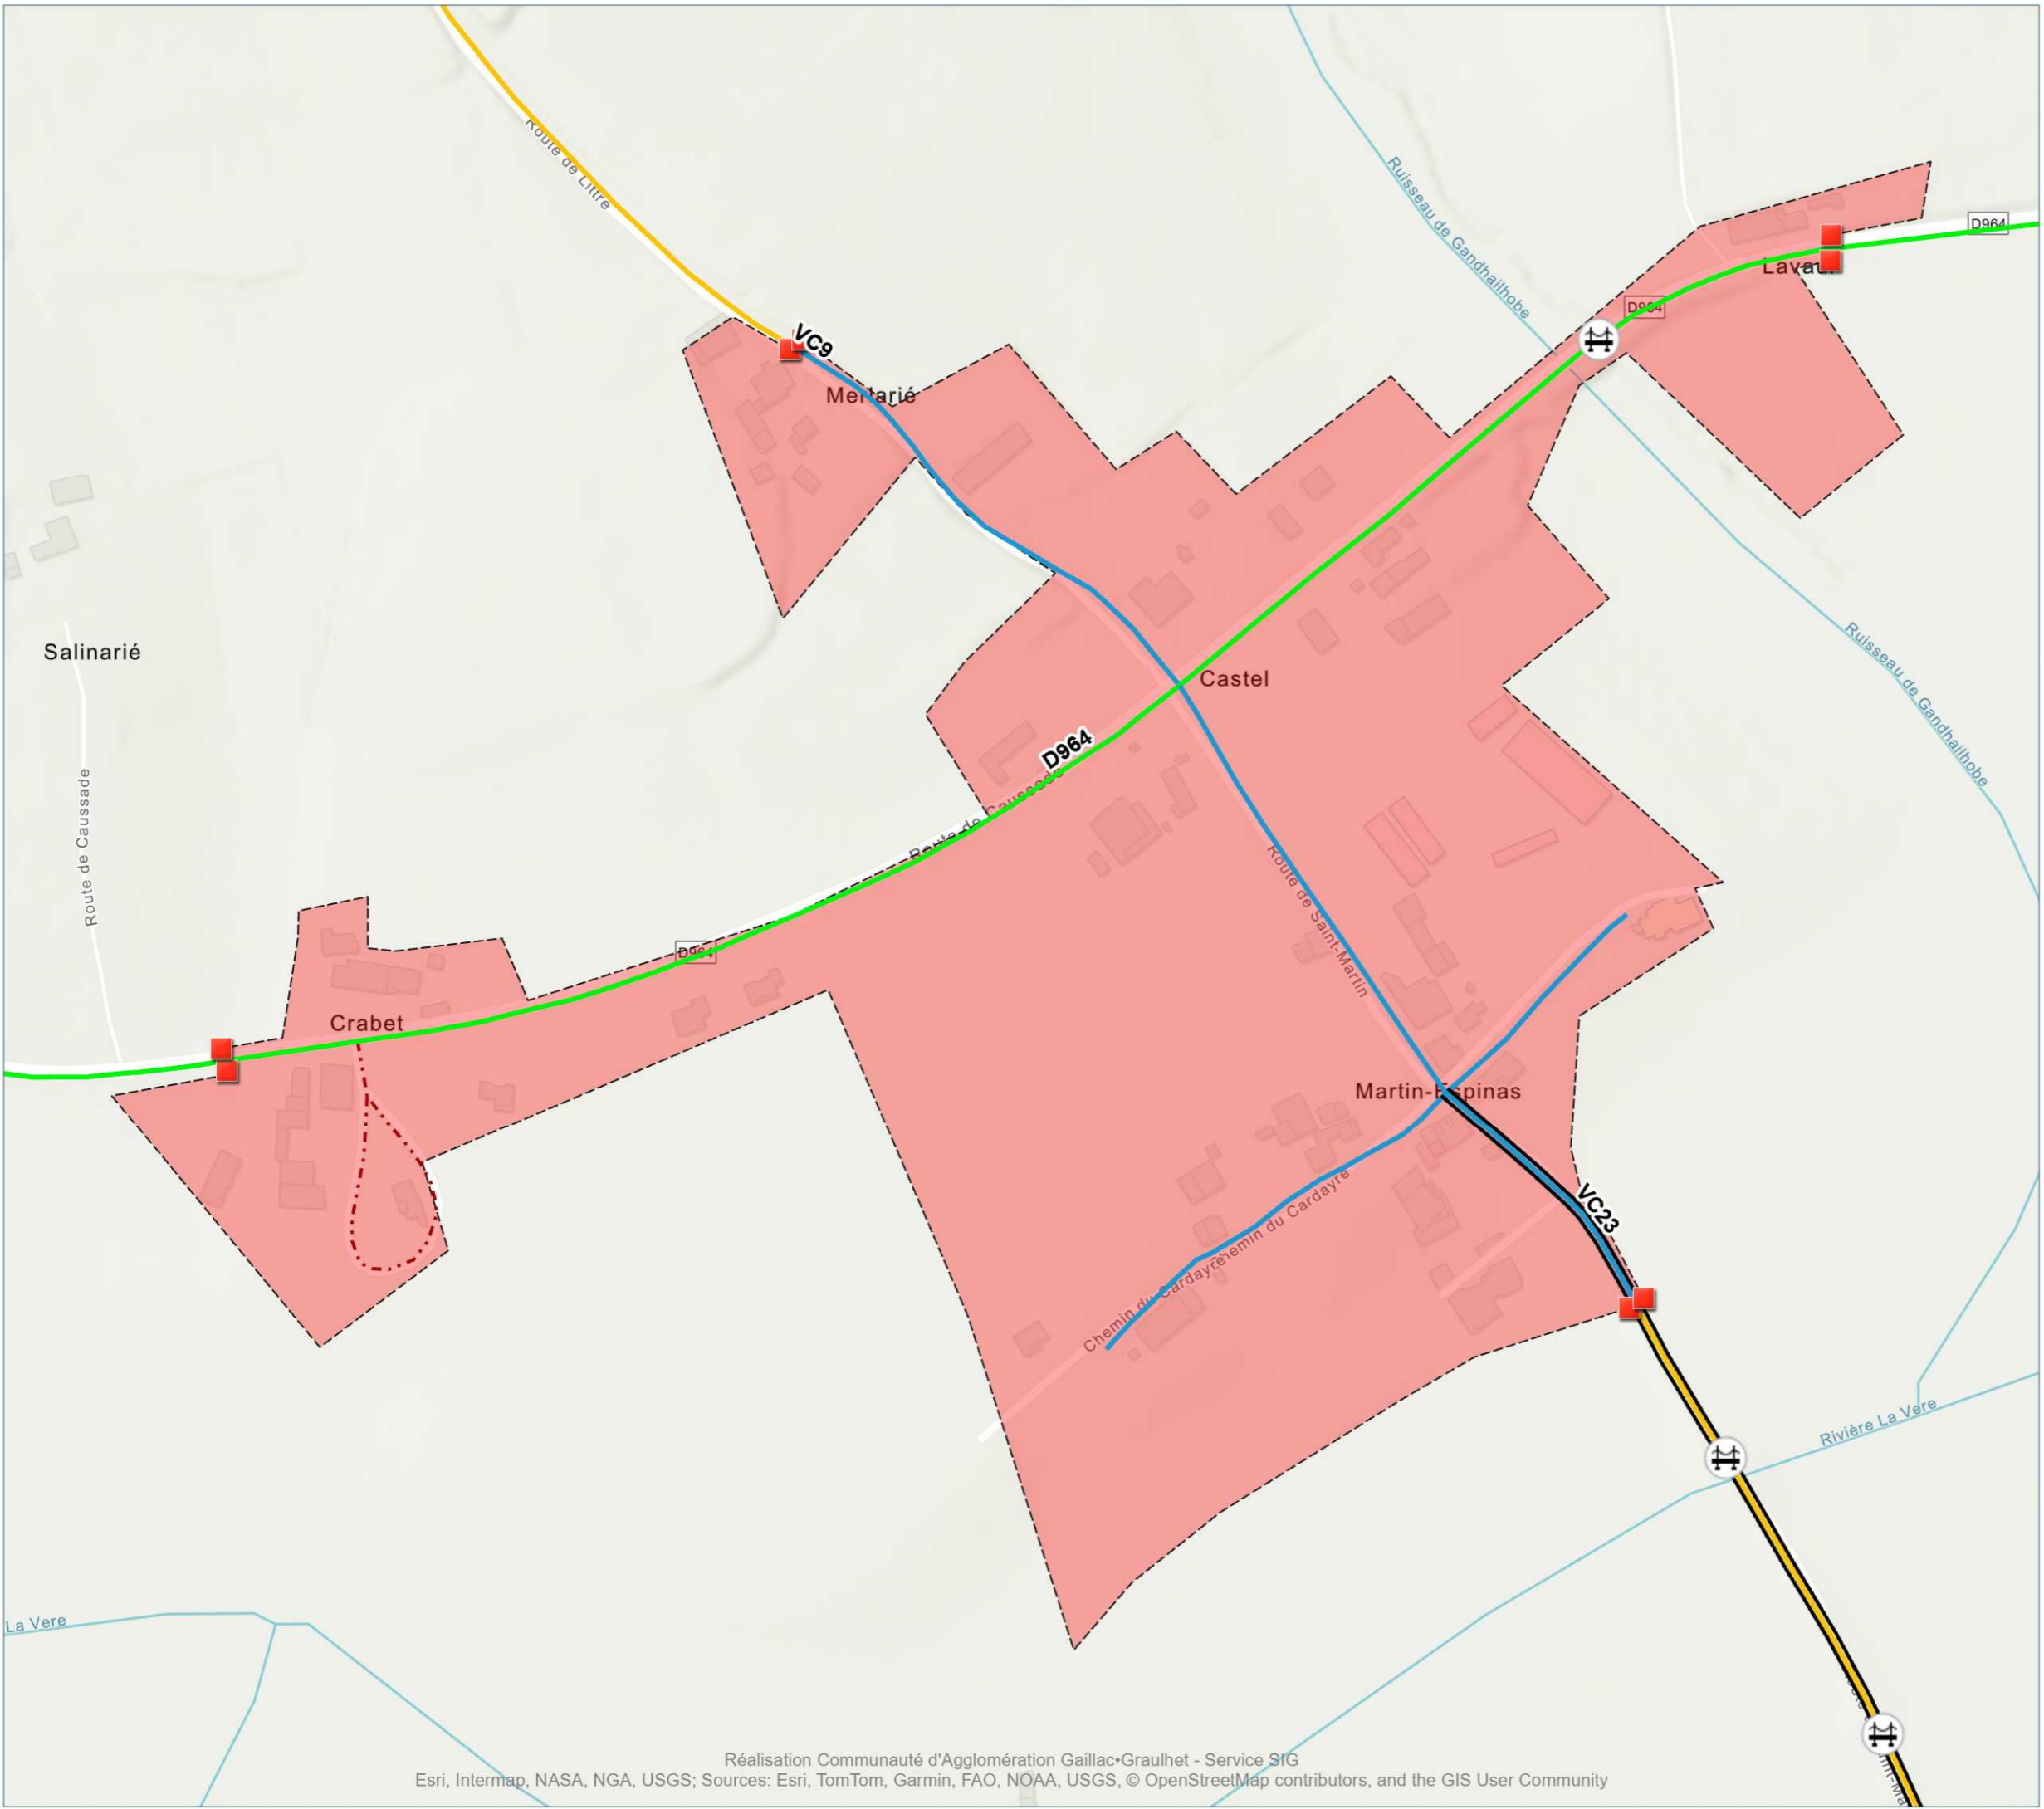 Route de Littre
Ruisseau de Gandhailhobe
D964
Lavaur
D964
VC9
Merlarié
Ruisseau de Gandhailhobe
Salinarié
Castel
D964
Route de Caussade
Route de Caussade
Route de Saint-Martin
D964
Crabet
Martin-Espinas
VC23
Chemin du Cardayre
Chemin du Cardayre
Rivière La Vere
La Vere
Réalisation Communauté d'Agglomération Gaillac•Graulhet - Service SIG
Esri, Intermap, NASA, NGA, USGS; Sources: Esri, TomTom, Garmin, FAO, NOAA, USGS, © OpenStreetMap contributors, and the GIS User Community